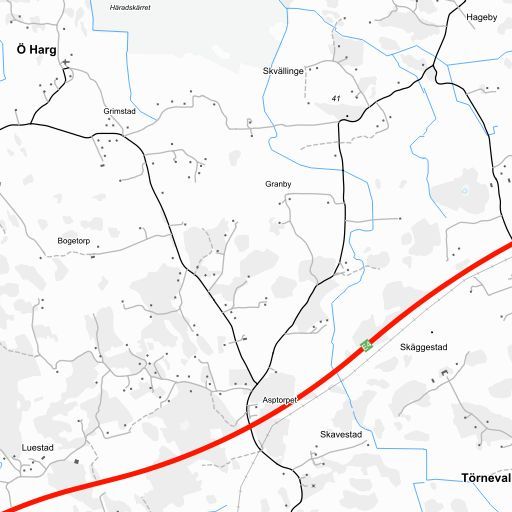 Häradskärret
Hageby
Ö Harg
Skvällinge
41
Grimstad
Granby
Bogetorp
Skäggestad
Asptorpet
Skavestad
Luestad
Törneval